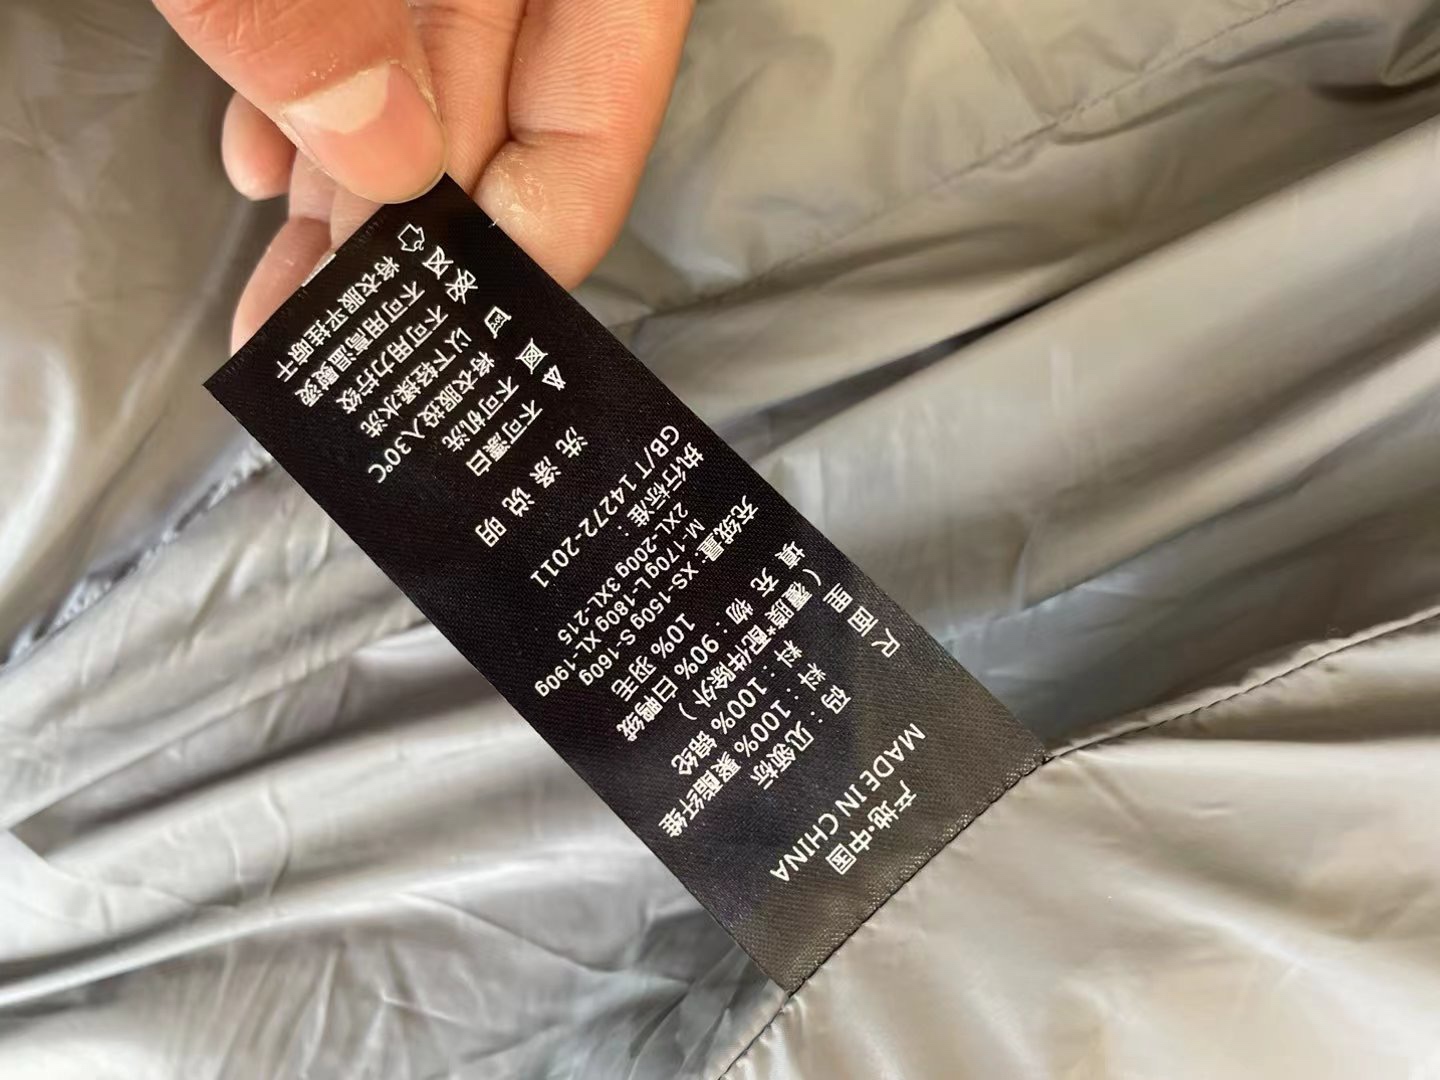 产地·中国
MADE IN CHINA
尺 码：见领标
面 料：100% 聚酯纤维
里 料：100% 锦纶
（覆膜*配件除外）
填 充 物：90% 白鸭绒
10% 羽毛
充绒量：XS-150g S-160g
M-170g L-180g XL-190g
2XL-200g 3XL-215
执行标准：
GB/T 14272-2011
洗 涤 说 明
不可漂白
不可机洗
将衣服投入30℃
以下轻揉水洗
不可用力拧绞
不可用高温熨烫
将衣服平挂晾干